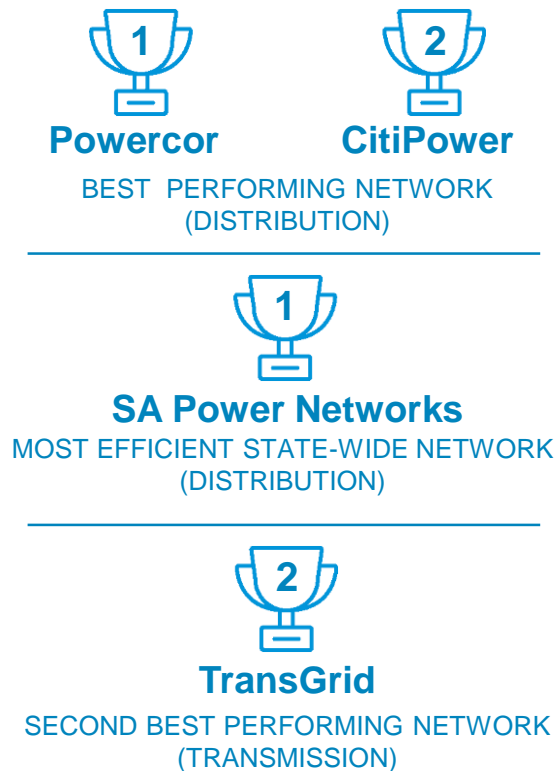 1 2
Powercor CitiPower
BEST PERFORMING NETWORK
(DISTRIBUTION)
1
SA Power Networks
MOST EFFICIENT STATE-WIDE NETWORK
(DISTRIBUTION)
2
TransGrid
SECOND BEST PERFORMING NETWORK
(TRANSMISSION)